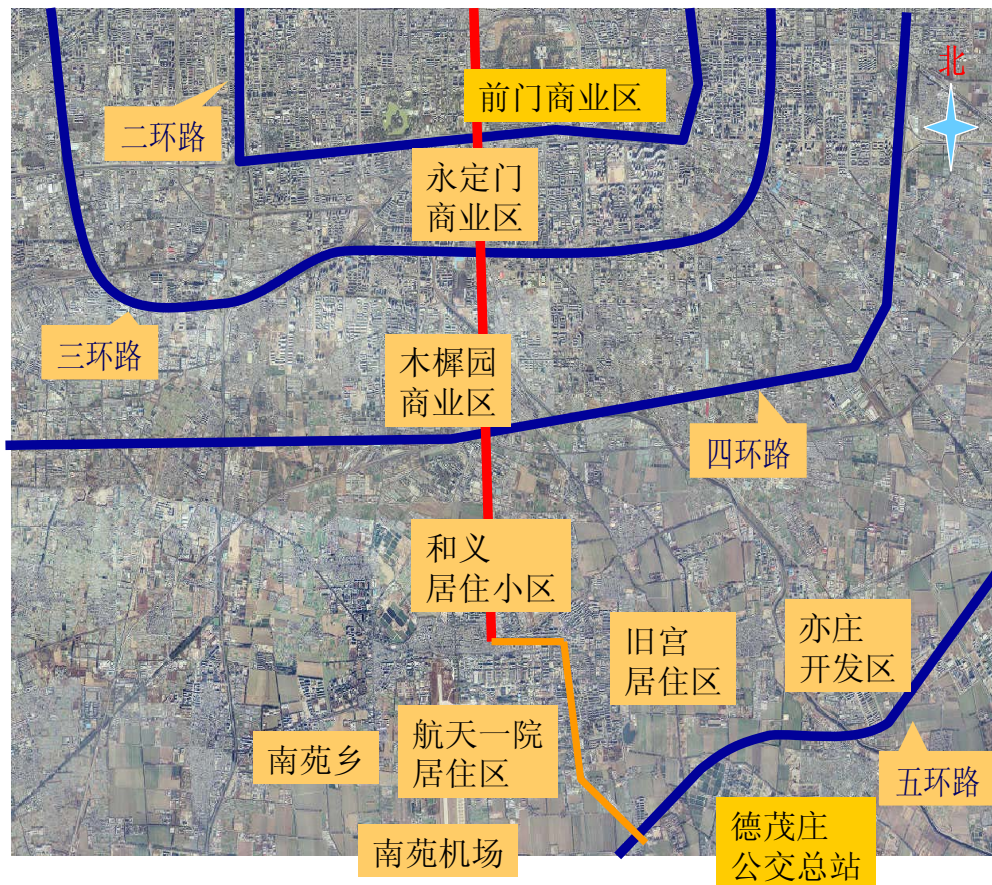 北
前门商业区
二环路
永定门
商业区
三环路
木樨园
商业区
四环路
和义
居住小区
旧宫
居住区
亦庄
开发区
航天一院
居住区
南苑乡
五环路
南苑机场
德茂庄
公交总站